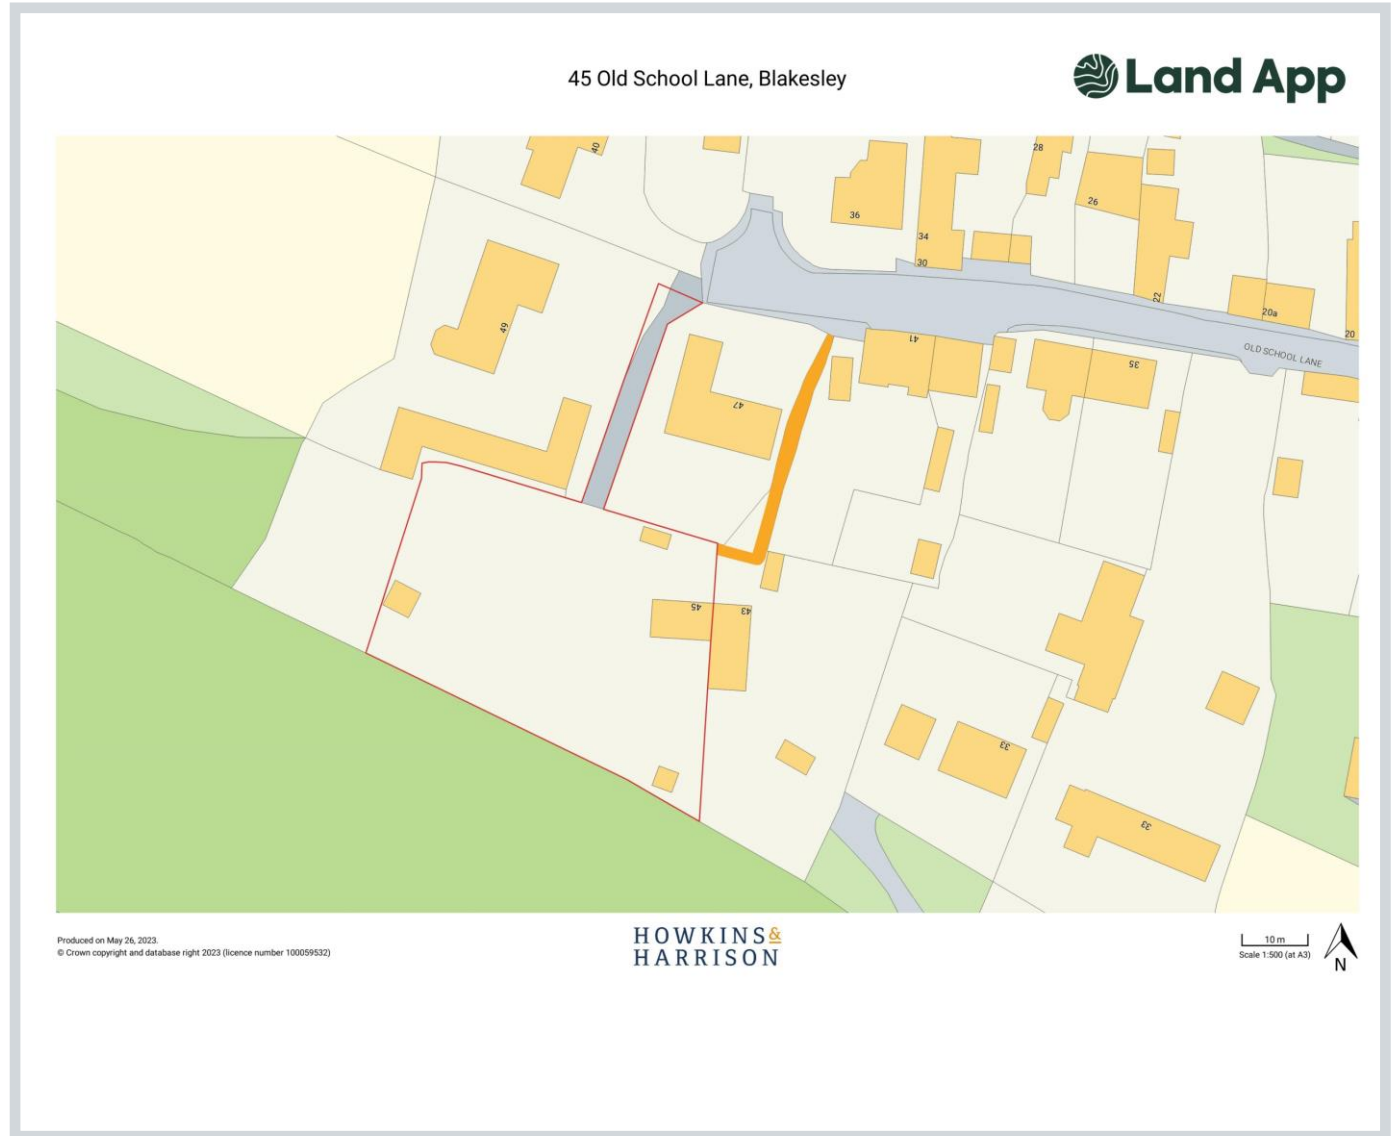 45 Old School Lane, Blakesley
Land App
40
28
26
36
34
30
22
20a
20
OLD SCHOOL LANE
49
41
35
47
45
43
33
33
Produced on May 26, 2023.
© Crown copyright and database right 2023 (licence number 100059532)
HOWKINS &
HARRISON
10 m
Scale 1:500 (at A3)
N